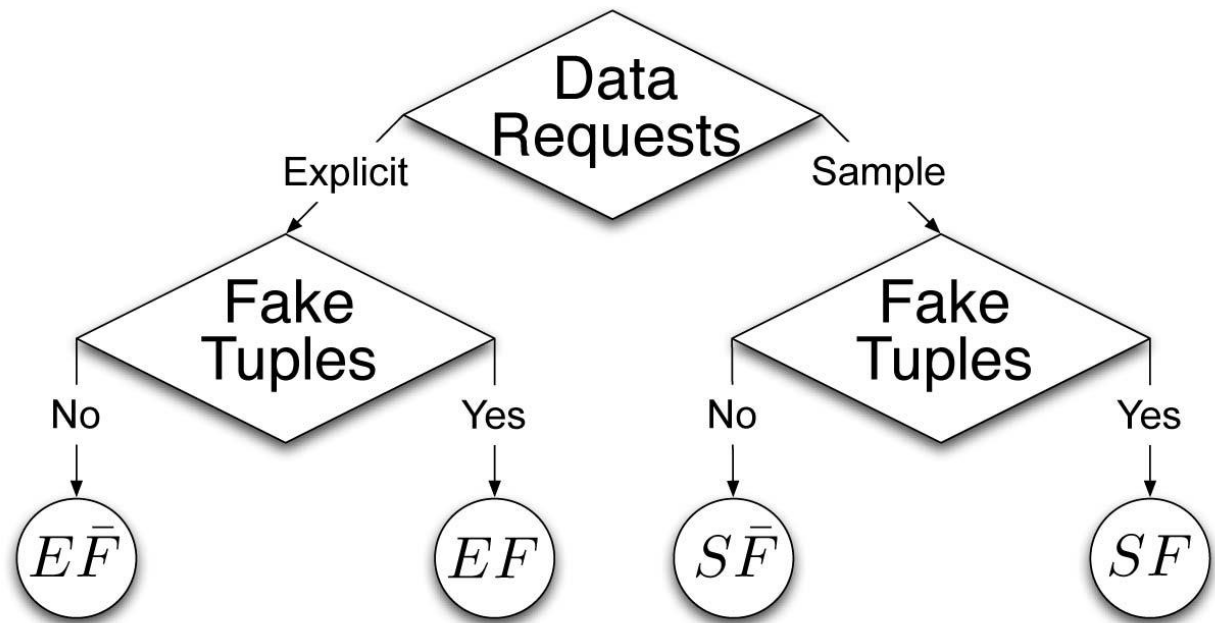 Data
Requests
Explicit
Sample
Fake
Tuples
Fake
Tuples
No
Yes
No
Yes
EF̄
EF
SF̄
SF